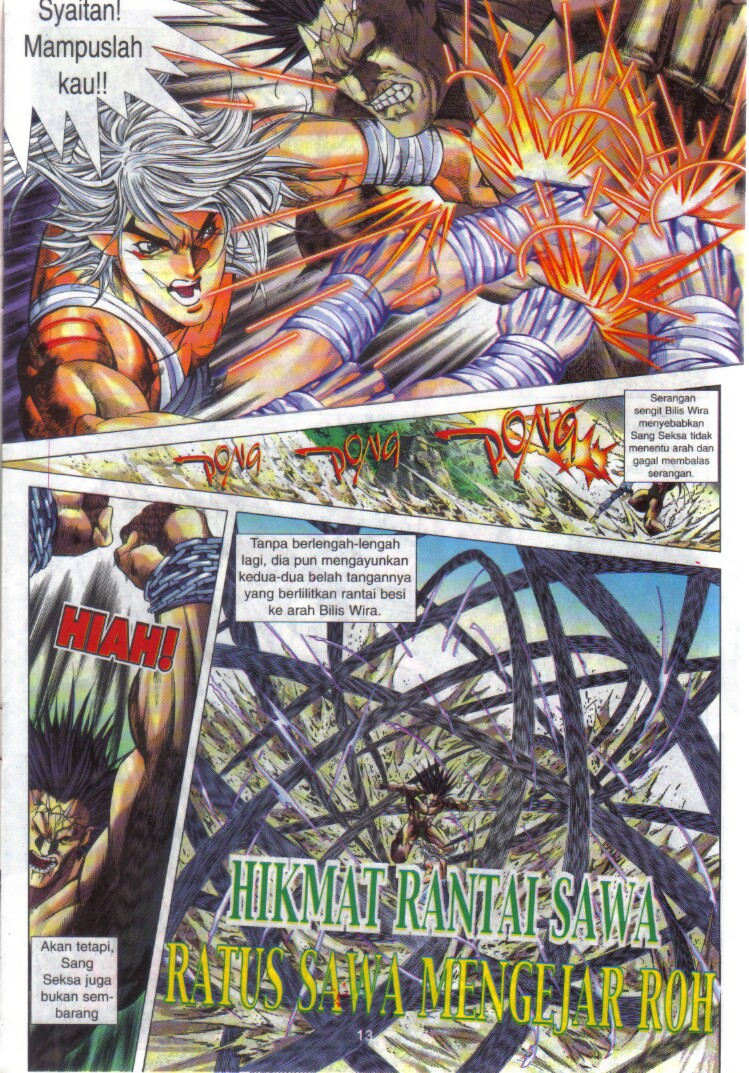 Syaitan!
Mampuslah
kau!!
Serangan
sengit Bilis Wira
menyebabkan
Sang Seksa tidak
menentu arah dan
gagal membalas
serangan.
DONG DONG DONG
HIAH!
Akan tetapi,
Sang
Seksa juga
bukan sem-
barang
Tanpa berlengah-lengah
lagi, dia pun mengayunkan
kedua-dua belah tangannya
yang berlilitkan rantai besi
ke arah Bilis Wira.
HIKMAT RANTAI SAWA
RATUS SAWA MENGEJAR ROH
13